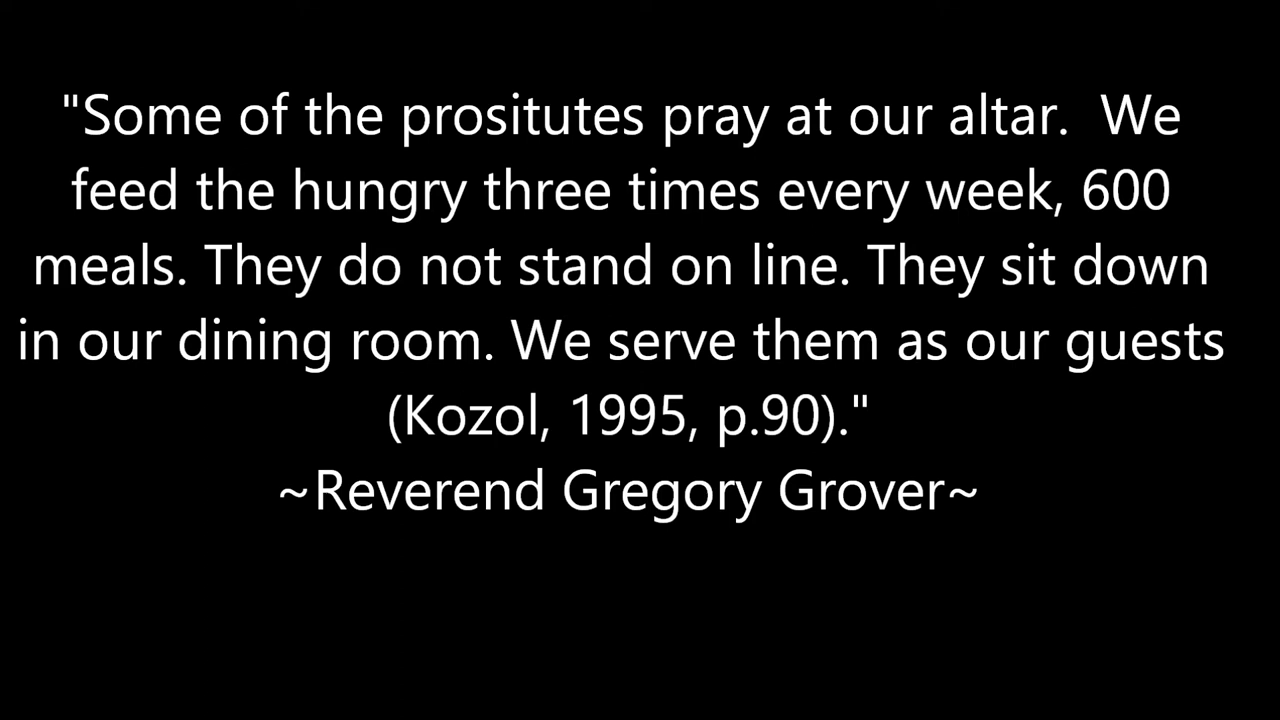 "Some of the prositutes pray at our altar.  We
feed the hungry three times every week, 600
meals. They do not stand on line. They sit down
in our dining room. We serve them as our guests
(Kozol, 1995, p.90)."
~Reverend Gregory Grover~